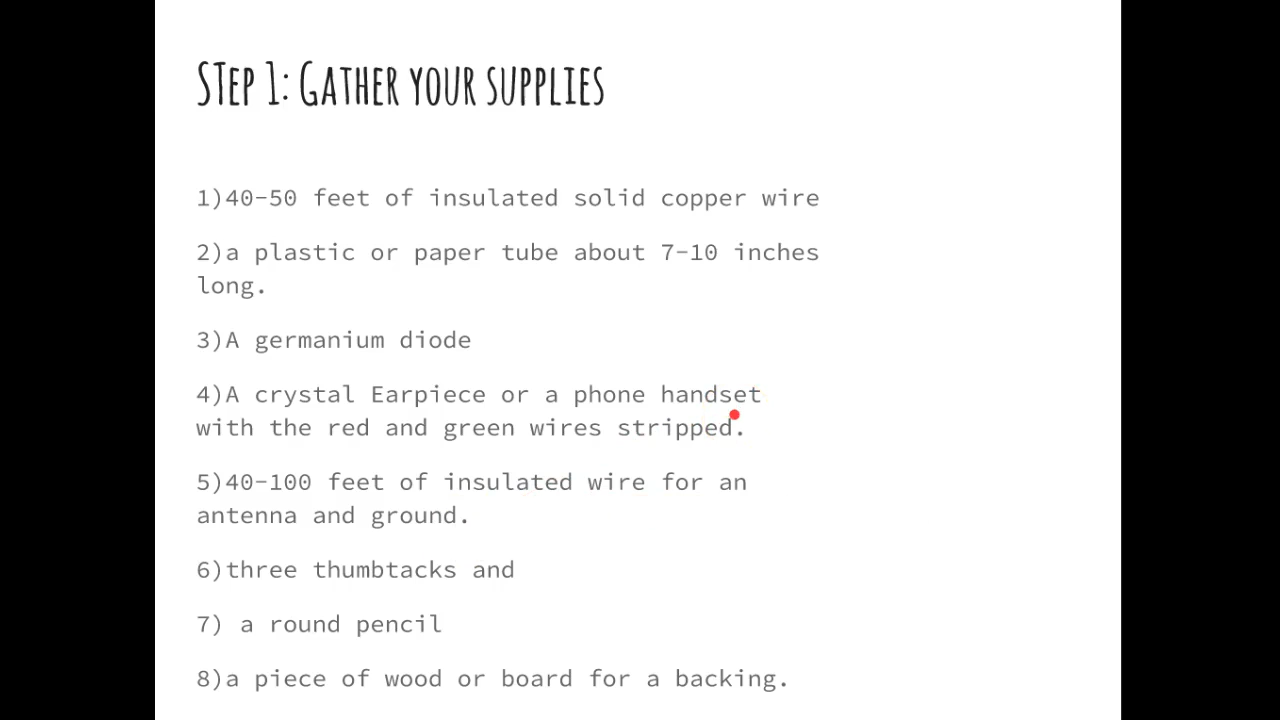 STep 1: Gather your supplies
1)40-50 feet of insulated solid copper wire
2)a plastic or paper tube about 7-10 inches
long.
3)A germanium diode
4)A crystal Earpiece or a phone handset
with the red and green wires stripped.
5)40-100 feet of insulated wire for an
antenna and ground.
6)three thumbtacks and
7) a round pencil
8)a piece of wood or board for a backing.